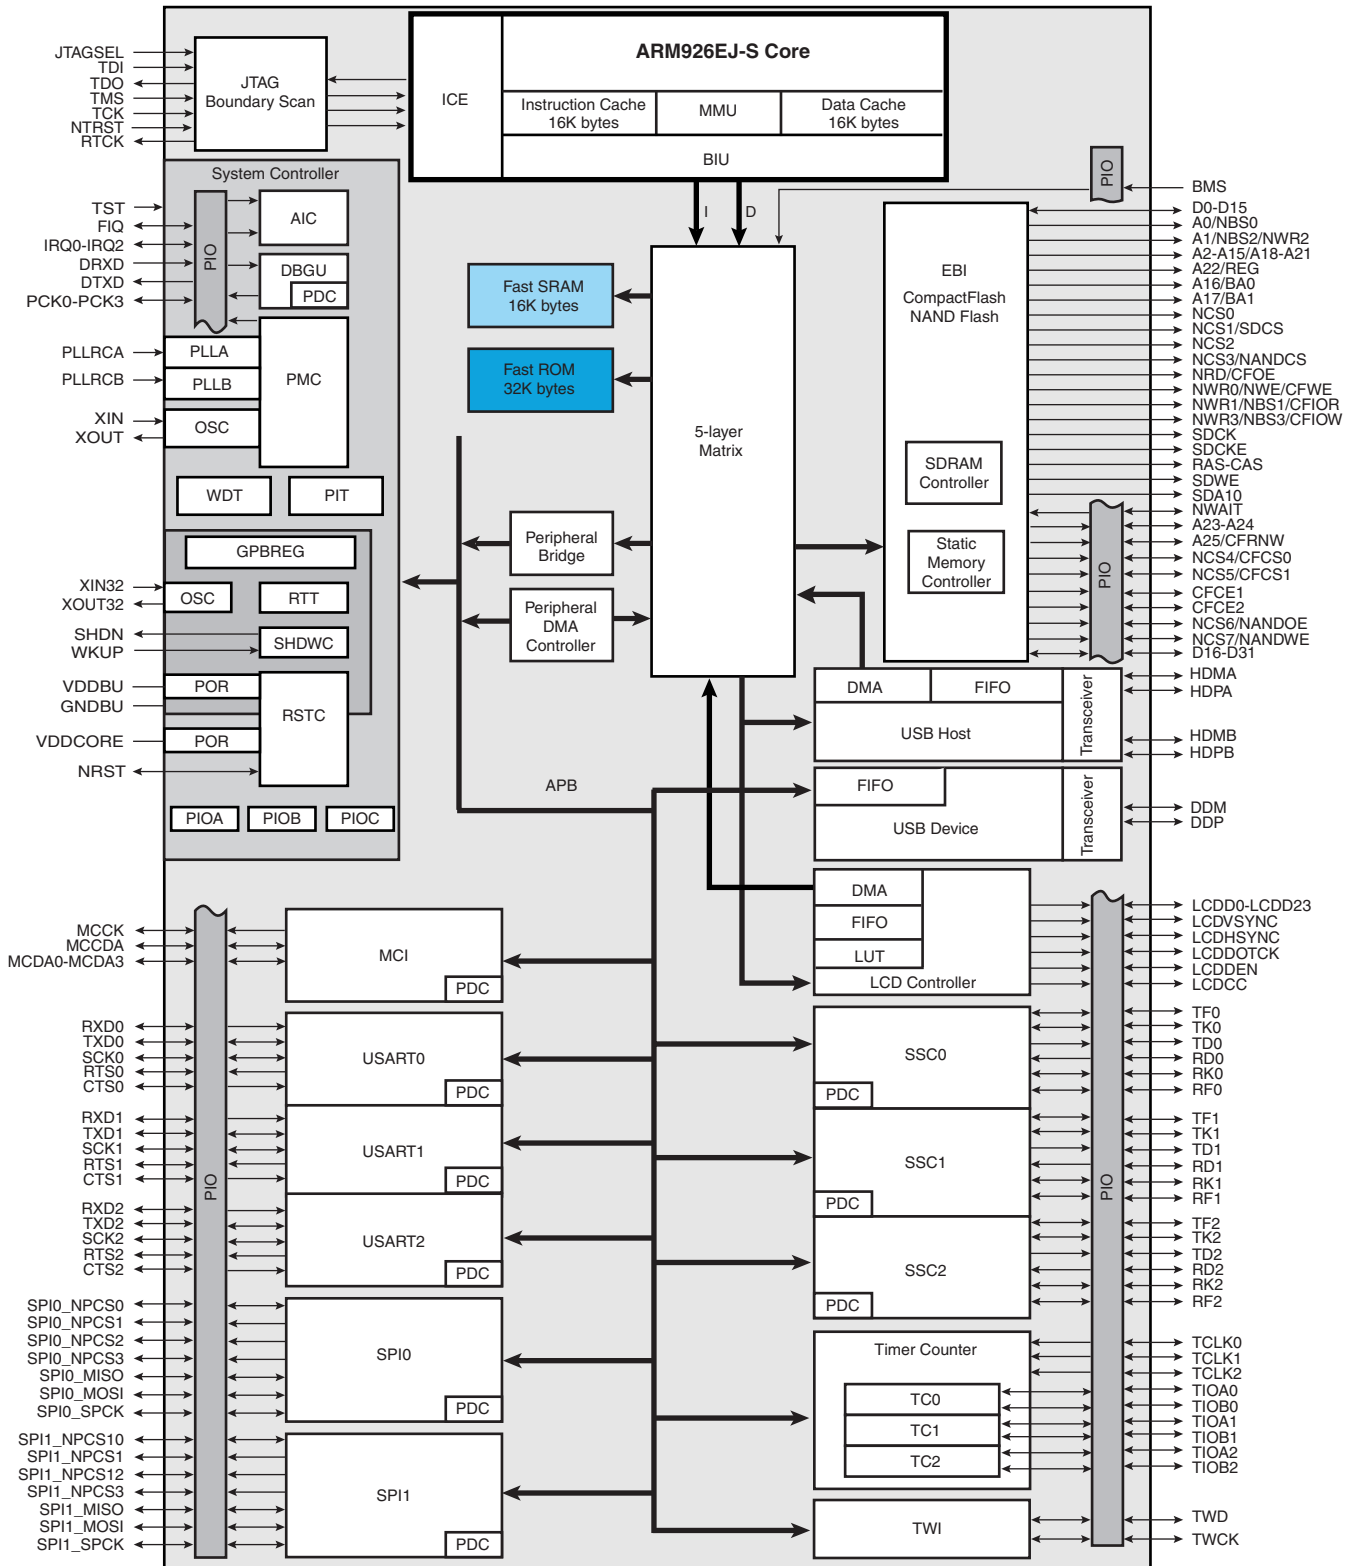 ARM926EJ-S Core
ICE
Instruction Cache
16K bytes
MMU
Data Cache
16K bytes
BIU
JTAGSEL
TDI
TDO
TMS
TCK
NTRST
RTCK
JTAG
Boundary Scan
System Controller
TST
FIQ
IRQ0-IRQ2
DRXD
DTXD
PCK0-PCK3
PIO
AIC
DBGU
PDC
PLLRCA
PLLRCB
XIN
XOUT
PLLA
PLLB
OSC
PMC
WDT
PIT
GPBREG
XIN32
XOUT32
OSC
RTT
SHDN
WKUP
SHDWC
VDDBU
GNDBU
POR
RSTC
VDDCORE
POR
NRST
PIOA
PIOB
PIOC
I
D
Fast SRAM
16K bytes
Fast ROM
32K bytes
5-layer
Matrix
Peripheral
Bridge
Peripheral
DMA
Controller
APB
PIO
BMS
EBI
CompactFlash
NAND Flash
SDRAM
Controller
Static
Memory
Controller
D0-D15
A0/NBS0
A1/NBS2/NWR2
A2-A15/A18-A21
A22/REG
A16/BA0
A17/BA1
NCS0
NCS1/SDCS
NCS2
NCS3/NANDCS
NRD/CFOE
NWR0/NWE/CFWE
NWR1/NBS1/CFIOR
NWR3/NBS3/CFIOW
SDCK
SDCKE
RAS-CAS
SDWE
SDA10
PIO
NWAIT
A23-A24
A25/CFRNW
NCS4/CFCS0
NCS5/CFCS1
CFCE1
CFCE2
NCS6/NANDOE
NCS7/NANDWE
D16-D31
DMA
FIFO
USB Host
Transceiver
HDMA
HDPA
HDMB
HDPB
FIFO
USB Device
Transceiver
DDM
DDP
DMA
FIFO
LUT
LCD Controller
LCDD0-LCDD23
LCDVSYNC
LCDHSYNC
LCDDOTCK
LCDDEN
LCDCC
MCCK
MCCDA
MCDA0-MCDA3
MCI
PDC
RXD0
TXD0
SCK0
RTS0
CTS0
USART0
PDC
RXD1
TXD1
SCK1
RTS1
CTS1
PIO
USART1
PDC
RXD2
TXD2
SCK2
RTS2
CTS2
USART2
PDC
SPI0_NPCS0
SPI0_NPCS1
SPI0_NPCS2
SPI0_NPCS3
SPI0_MISO
SPI0_MOSI
SPI0_SPCK
SPI0
PDC
SPI1_NPCS10
SPI1_NPCS1
SPI1_NPCS12
SPI1_NPCS3
SPI1_MISO
SPI1_MOSI
SPI1_SPCK
SPI1
PDC
SSC0
PDC
TF0
TK0
TD0
RD0
RK0
RF0
SSC1
PDC
PIO
TF1
TK1
TD1
RD1
RK1
RF1
SSC2
PDC
TF2
TK2
TD2
RD2
RK2
RF2
Timer Counter
TC0
TC1
TC2
TCLK0
TCLK1
TCLK2
TIOA0
TIOB0
TIOA1
TIOB1
TIOA2
TIOB2
TWI
TWD
TWCK